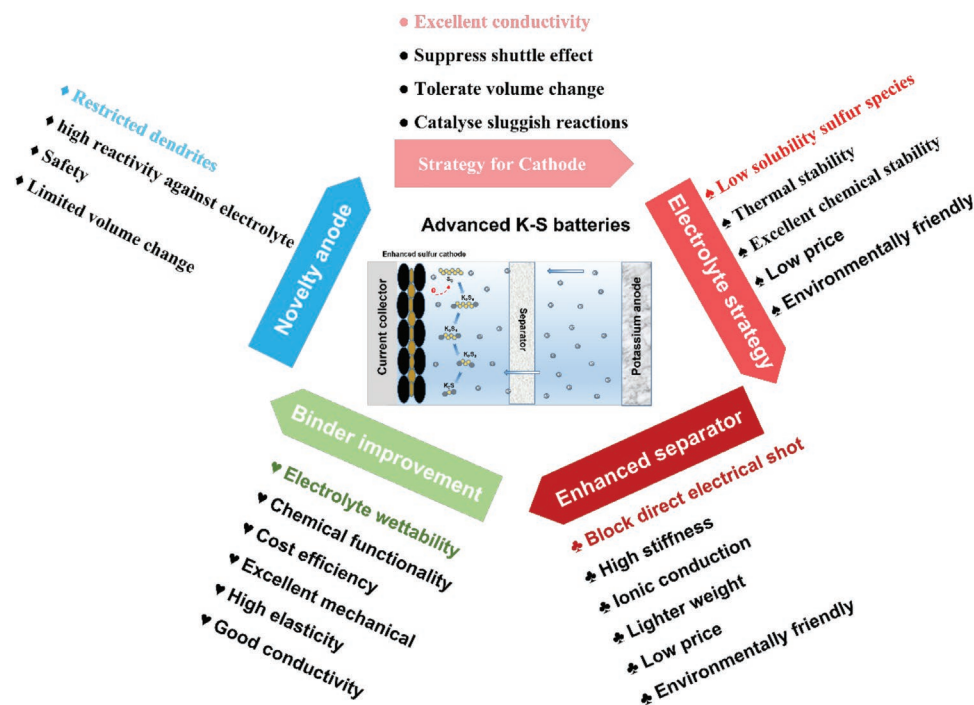 ● Excellent conductivity
● Suppress shuttle effect
● Tolerate volume change
● Catalyse sluggish reactions
Strategy for Cathode
♠ Low solubility sulfur species
♠ Thermal stability
♠ Excellent chemical stability
♠ Low price
♠ Environmentally friendly
Electrolyte strategy
Enhanced separator
♣ Block direct electrical shot
♣ High stiffness
♣ Ionic conduction
♣ Lighter weight
♣ Low price
♣ Environmentally friendly
Binder improvement
♥ Electrolyte wettability
♥ Chemical functionality
♥ Cost efficiency
♥ Excellent mechanical
♥ High elasticity
♥ Good conductivity
♦ Restricted dendrites
♦ high reactivity against electrolyte
♦ Safety
♦ Limited volume change
Novelty anode
Advanced K-S batteries
Enhanced sulfur cathode
Current collector
Separator
Potassium anode